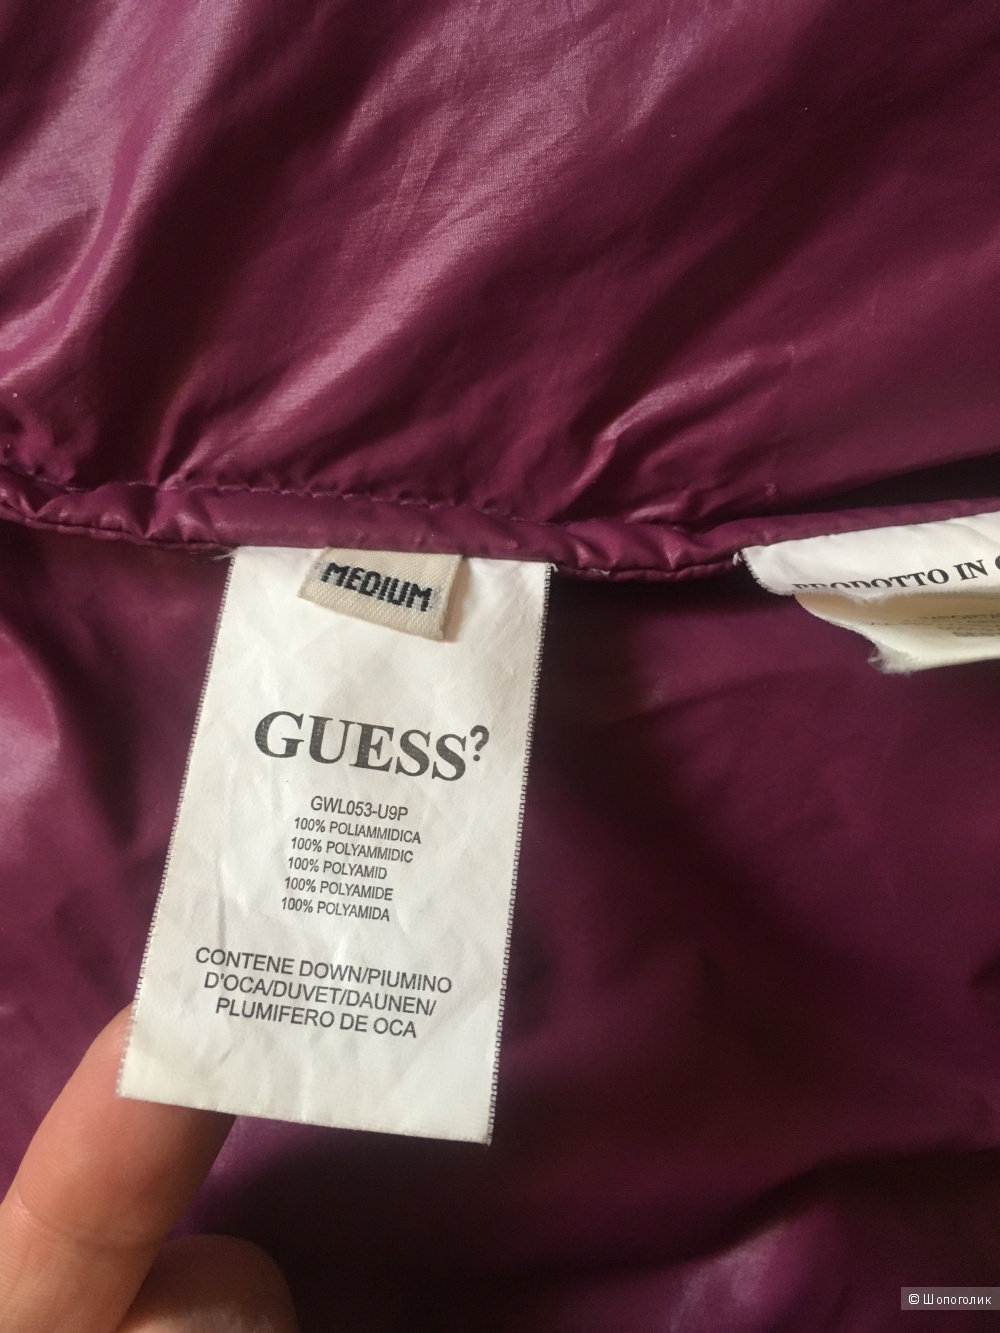 MEDIUM
GUESS?
GWL053-U9P
100% POLIAMMIDICA
100% POLYAMMIDIC
100% POLYAMID
100% POLYAMIDE
100% POLYAMIDA
CONTENE DOWN/PIUMINO
D'OCA/DUVET/DAUNEN/
PLUMIFERO DE OCA
PRODOTTO IN
© Шопоголик